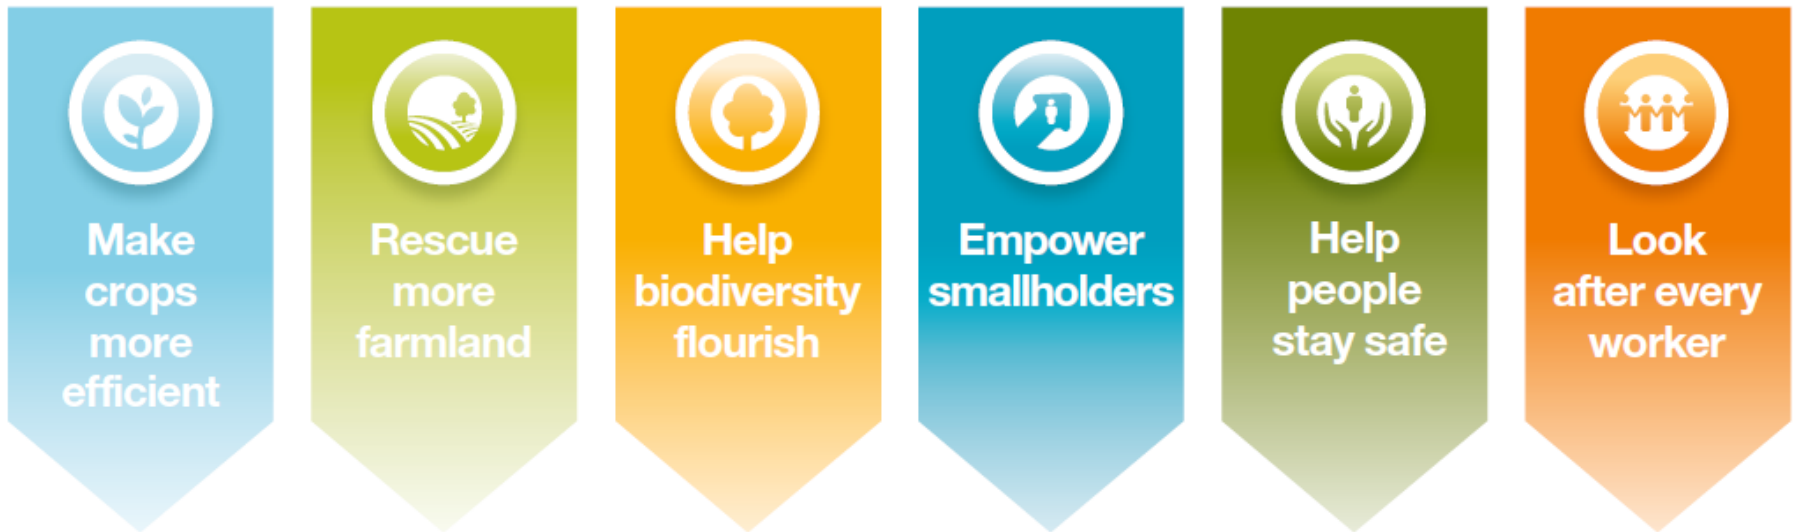 Make
crops
more
efficient
Rescue
more
farmland
Help
biodiversity
flourish
Empower
smallholders
Help
people
stay safe
Look
after every
worker